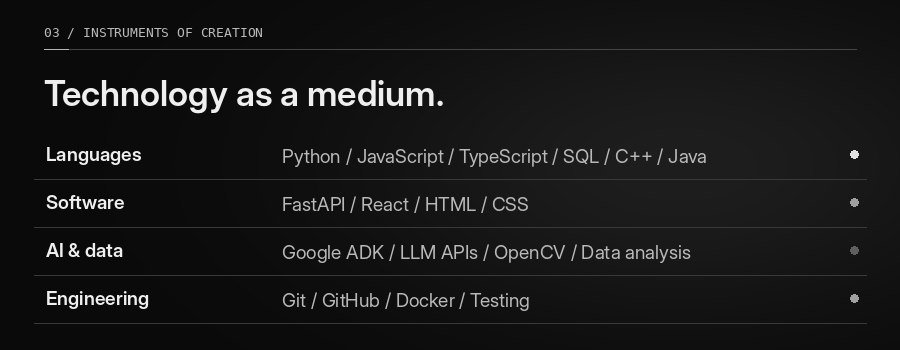 03 / INSTRUMENTS OF CREATION
Technology as a medium.
Languages Python / JavaScript / TypeScript / SQL / C++ / Java
Software FastAPI / React / HTML / CSS
AI & data Google ADK / LLM APIs / OpenCV / Data analysis
Engineering Git / GitHub / Docker / Testing